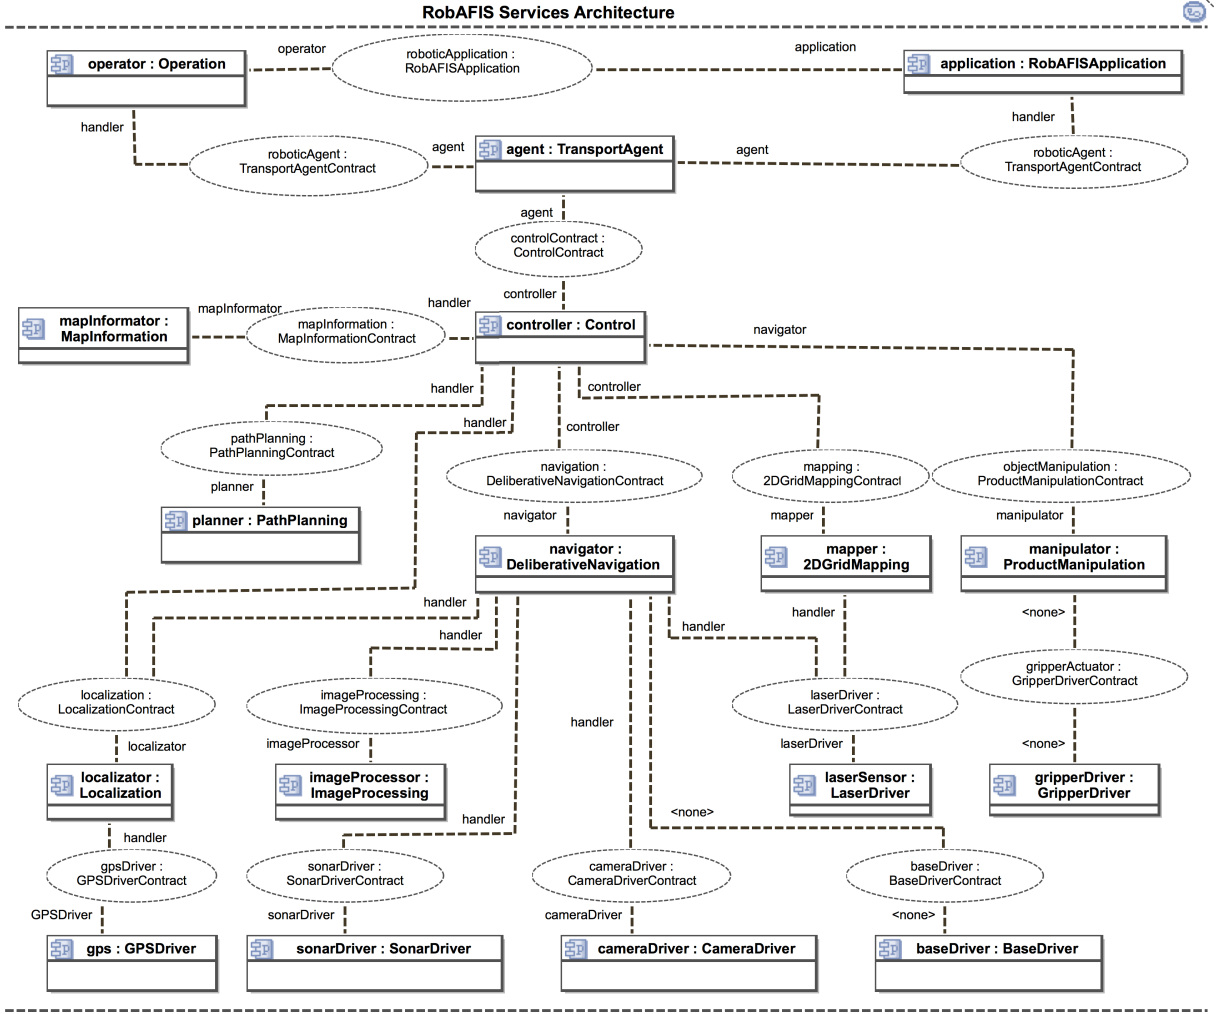 RobAFIS Services Architecture
operator : Operation
operator
roboticApplication :
RobAFISApplication
application
application : RobAFISApplication
handler
roboticAgent :
TransportAgentContract
agent
agent : TransportAgent
agent
handler
roboticAgent :
TransportAgentContract
agent
controlContract :
ControlContract
controller
mapInformator :
MapInformation
mapInformator
mapInformation :
MapInformationContract
handler
controller : Control
navigator
handler
handler
controller
controller
pathPlanning :
PathPlanningContract
planner
planner : PathPlanning
navigation :
DeliberativeNavigationContract
navigator
navigator :
DeliberativeNavigation
mapping :
2DGridMappingContract
mapper
mapper :
2DGridMapping
objectManipulation :
ProductManipulationContract
manipulator
manipulator :
ProductManipulation
handler
handler
handler
handler
handler
<none>
localization :
LocalizationContract
localizator
localizator :
Localization
imageProcessing :
ImageProcessingContract
imageProcessor
imageProcessor :
ImageProcessing
laserDriver :
LaserDriverContract
laserDriver
laserSensor :
LaserDriver
gripperActuator :
GripperDriverContract
<none>
gripperDriver :
GripperDriver
handler
handler
<none>
gpsDriver :
GPSDriverContract
GPSDriver
gps : GPSDriver
sonarDriver :
SonarDriverContract
sonarDriver
sonarDriver : SonarDriver
cameraDriver :
CameraDriverContract
cameraDriver
cameraDriver : CameraDriver
baseDriver :
BaseDriverContract
<none>
baseDriver : BaseDriver